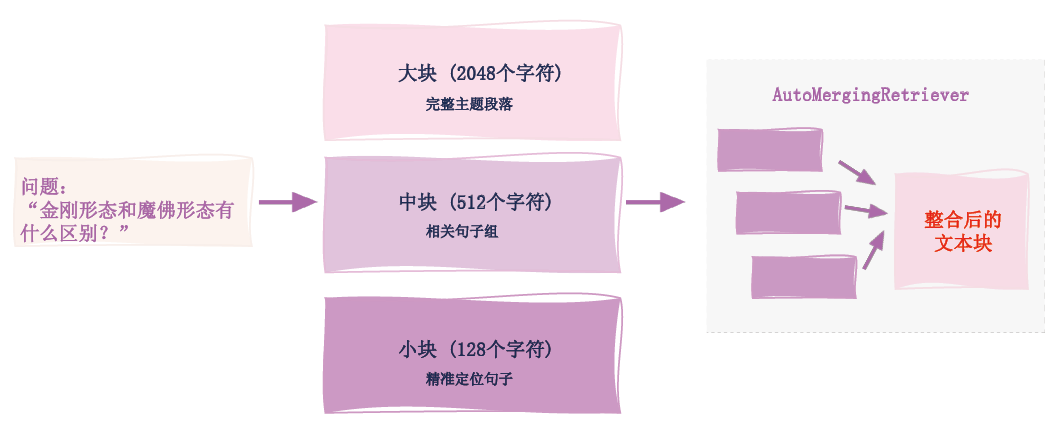 问题：
“金刚形态和魔佛形态有
什么区别？”
大块 (2048个字符)
完整主题段落
中块 (512个字符)
相关句子组
小块 (128个字符)
精准定位句子
AutoMergingRetriever
整合后的
文本块